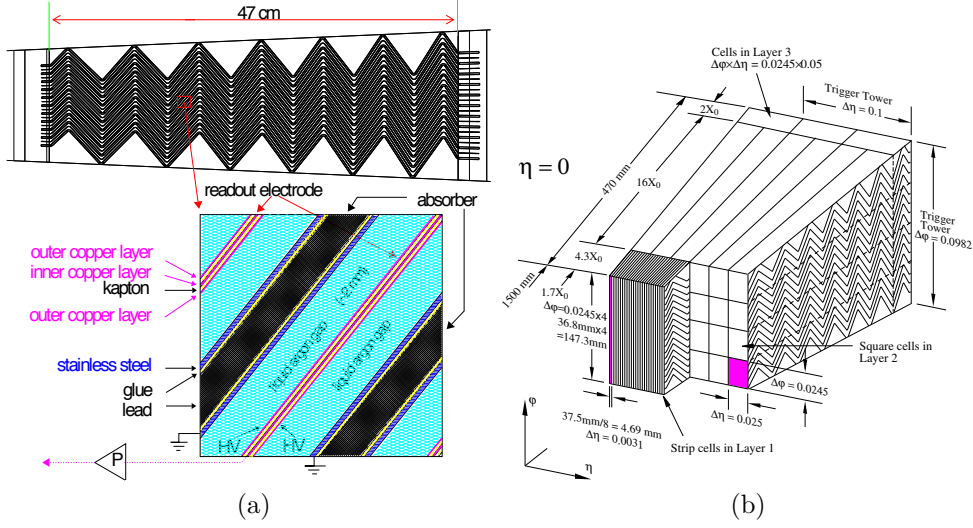 47 cm
readout electrode
absorber
outer copper layer
inner copper layer
kapton
outer copper layer
stainless steel
glue
lead
(~2 mm)
liquid argon gap
liquid argon gap
HV
HV
P
(a)
Cells in Layer 3
Δφ×Δη = 0.0245×0.05
Trigger Tower
Δη = 0.1
2X₀
η = 0
470 mm
16X₀
Trigger
Tower
Δφ = 0.0982
4.3X₀
1500 mm
1.7X₀
Δφ=0.0245x4
36.8mmx4
=147.3mm
Square cells in
Layer 2
Δφ = 0.0245
Δη = 0.025
37.5mm/8 = 4.69 mm
Δη = 0.0031
Strip cells in Layer 1
φ
η
(b)